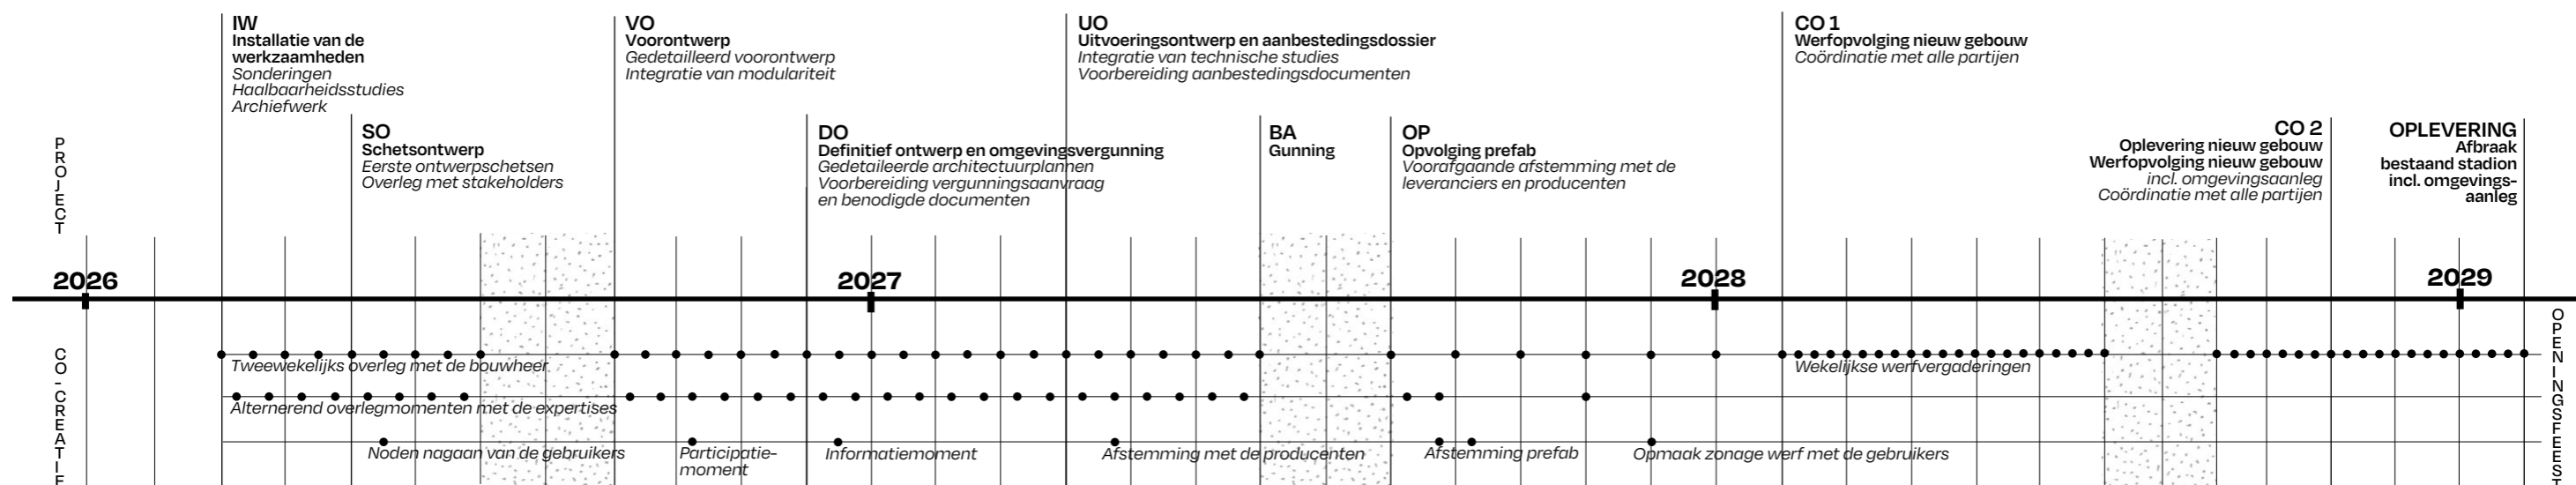 IW
Installatie van de
werkzaamheden
Sonderingen
Haalbaarheidsstudies
Archiefwerk
VO
Voorontwerp
Gedetailleerd voorontwerp
Integratie van modulariteit
UO
Uitvoeringsontwerp en aanbestedingsdossier
Integratie van technische studies
Voorbereiding aanbestedingsdocumenten
CO 1
Werfopvolging nieuw gebouw
Coördinatie met alle partijen
PROJECT
SO
Schetsontwerp
Eerste ontwerpschetsen
Overleg met stakeholders
DO
Definitief ontwerp en omgevingsvergunning
Gedetaileerde architectuurplannen
Voorbereiding vergunningsaanvraag
en benodigde documenten
BA
Gunning
OP
Opvolging prefab
Voorafgaande afstemming met de
leveranciers en producenten
CO 2
Oplevering nieuw gebouw
Werfopvolging nieuw gebouw
incl. omgevingsaanleg
Coördinatie met alle partijen
OPLEVERING
Afbraak
bestaand stadion
incl. omgevings-
aanleg
2026
2027
2028
2029
CO-CREATIE
Tweewekelijks overleg met de bouwheer
Wekelijkse werfvergaderingen
Alternerend overlegmomenten met de expertises
Noden nagaan van de gebruikers
Participatie-
moment
Informatiemoment
Afstemming met de producenten
Afstemming prefab
Opmaak zonage werf met de gebruikers
OPENINGSFEEST